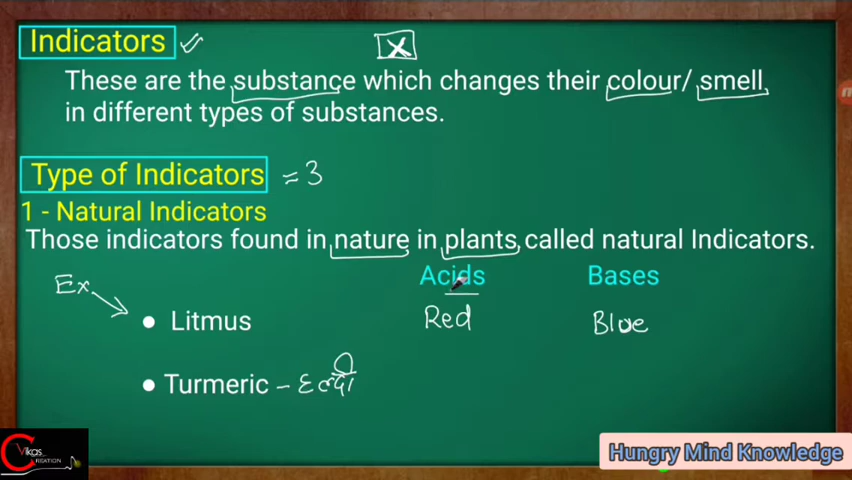 Indicators
These are the substance which changes their colour/ smell
in different types of substances.
Type of Indicators = 3
1 - Natural Indicators
Those indicators found in nature in plants, called natural Indicators.
Ex
Acids Bases
• Litmus Red Blue
• Turmeric -
Vikas
CREATION
Hungry Mind Knowledge